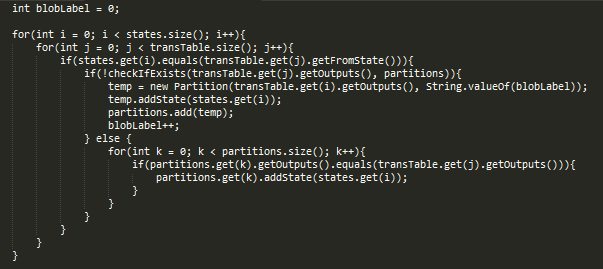 int blobLabel = 0;
for(int i = 0; i < states.size(); i++){
for(int j = 0; j < transTable.size(); j++){
if(states.get(i).equals(transTable.get(j).getFromState())){
if(!checkIfExists(transTable.get(j).getOutputs(), partitions)){
temp = new Partition(transTable.get(i).getOutputs(), String.valueOf(blobLabel));
temp.addState(states.get(i));
partitions.add(temp);
blobLabel++;
} else {
for(int k = 0; k < partitions.size(); k++){
if(partitions.get(k).getOutputs().equals(transTable.get(j).getOutputs())){
partitions.get(k).addState(states.get(i));
}
}
}
}
}
}